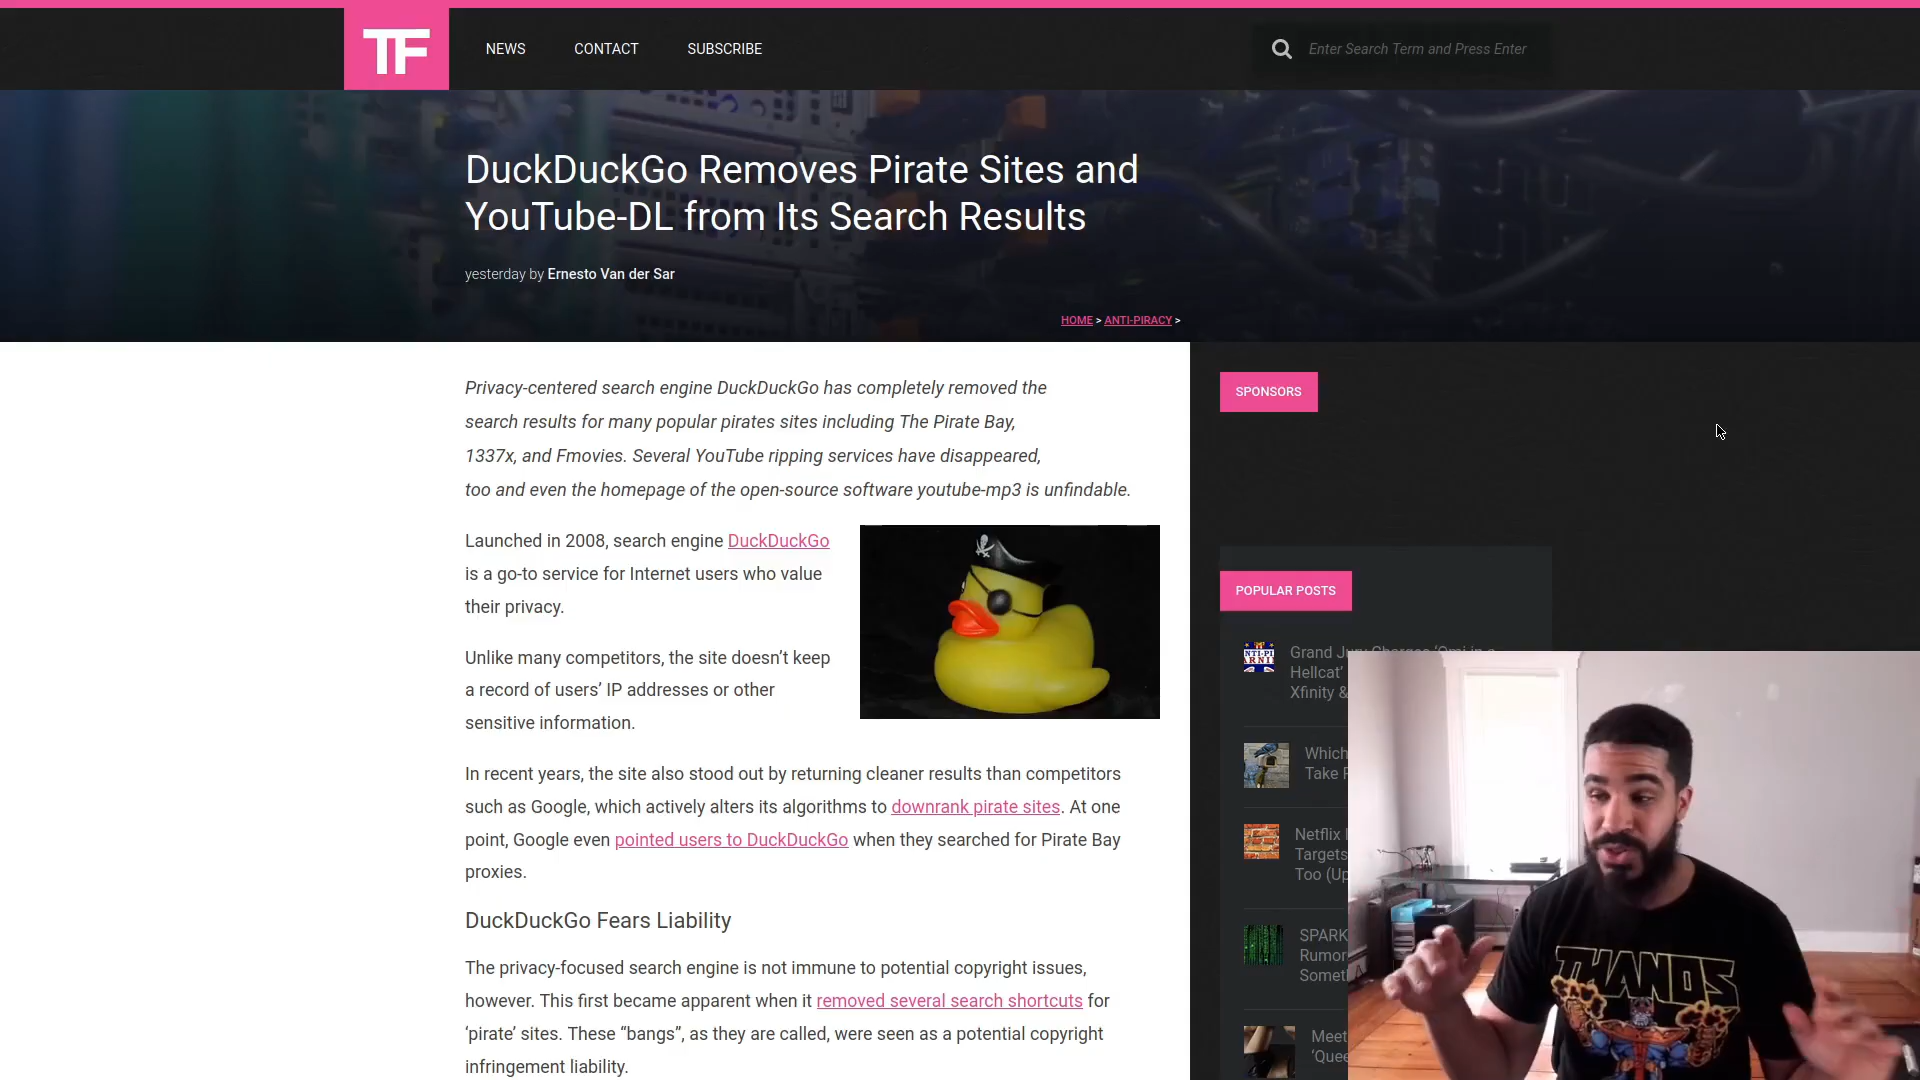 TF
NEWS
CONTACT
SUBSCRIBE
Enter Search Term and Press Enter
DuckDuckGo Removes Pirate Sites and
YouTube-DL from Its Search Results
yesterday by Ernesto Van der Sar
HOME > ANTI-PIRACY >
Privacy-centered search engine DuckDuckGo has completely removed the
search results for many popular pirates sites including The Pirate Bay,
1337x, and Fmovies. Several YouTube ripping services have disappeared,
too and even the homepage of the open-source software youtube-mp3 is unfindable.
Launched in 2008, search engine DuckDuckGo
is a go-to service for Internet users who value
their privacy.
Unlike many competitors, the site doesn’t keep
a record of users’ IP addresses or other
sensitive information.
In recent years, the site also stood out by returning cleaner results than competitors
such as Google, which actively alters its algorithms to downrank pirate sites. At one
point, Google even pointed users to DuckDuckGo when they searched for Pirate Bay
proxies.
DuckDuckGo Fears Liability
The privacy-focused search engine is not immune to potential copyright issues,
however. This first became apparent when it removed several search shortcuts for
‘pirate’ sites. These “bangs”, as they are called, were seen as a potential copyright
infringement liability.
SPONSORS
POPULAR POSTS
Grand Jury Charges ‘Omi in a
Hellcat’
Xfinity &
Which
Take
Netflix
Targets
Too (Up
SPARK
Rumor
Someth
Meet
‘Quee
THANOS